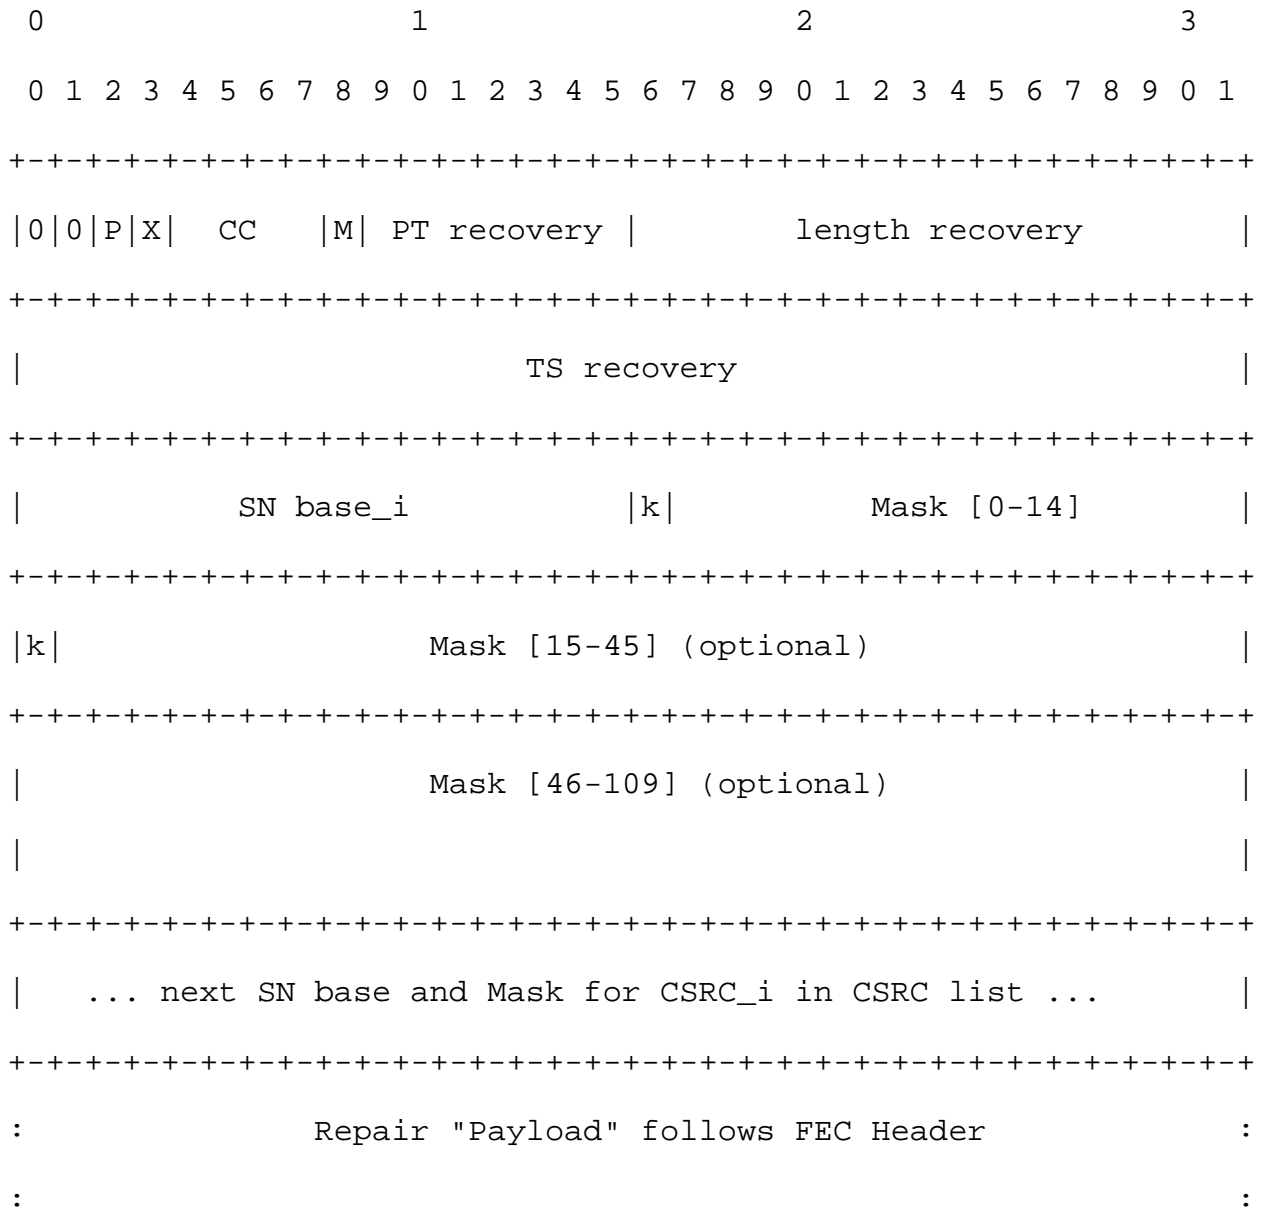 0                   1                   2                   3
 0 1 2 3 4 5 6 7 8 9 0 1 2 3 4 5 6 7 8 9 0 1 2 3 4 5 6 7 8 9 0 1
+-+-+-+-+-+-+-+-+-+-+-+-+-+-+-+-+-+-+-+-+-+-+-+-+-+-+-+-+-+-+-+-+
|0|0|P|X|  CC   |M| PT recovery |        length recovery        |
+-+-+-+-+-+-+-+-+-+-+-+-+-+-+-+-+-+-+-+-+-+-+-+-+-+-+-+-+-+-+-+-+
|                          TS recovery                          |
+-+-+-+-+-+-+-+-+-+-+-+-+-+-+-+-+-+-+-+-+-+-+-+-+-+-+-+-+-+-+-+-+
|           SN base_i           |k|          Mask [0-14]        |
+-+-+-+-+-+-+-+-+-+-+-+-+-+-+-+-+-+-+-+-+-+-+-+-+-+-+-+-+-+-+-+-+
|k|                   Mask [15-45] (optional)                   |
+-+-+-+-+-+-+-+-+-+-+-+-+-+-+-+-+-+-+-+-+-+-+-+-+-+-+-+-+-+-+-+-+
|                     Mask [46-109] (optional)                  |
|                                                               |
+-+-+-+-+-+-+-+-+-+-+-+-+-+-+-+-+-+-+-+-+-+-+-+-+-+-+-+-+-+-+-+-+
|   ... next SN base and Mask for CSRC_i in CSRC list ...       |
+-+-+-+-+-+-+-+-+-+-+-+-+-+-+-+-+-+-+-+-+-+-+-+-+-+-+-+-+-+-+-+-+
:               Repair "Payload" follows FEC Header             :
:                                                               :